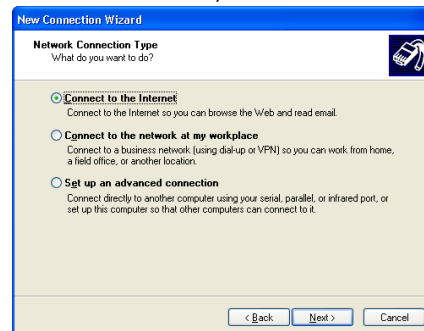 New Connection Wizard
Network Connection Type
What do you want to do?
Connect to the Internet
Connect to the Internet so you can browse the Web and read email.
Connect to the network at my workplace
Connect to a business network (using dial-up or VPN) so you can work from home,
a field office, or another location.
Set up an advanced connection
Connect directly to another computer using your serial, parallel, or infrared port, or
set up this computer so that other computers can connect to it.
< Back
Next >
Cancel